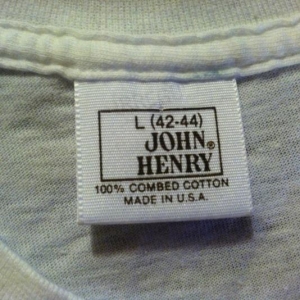 L (42-44)
JOHN®
HENRY
100% COMBED COTTON
MADE IN U.S.A.